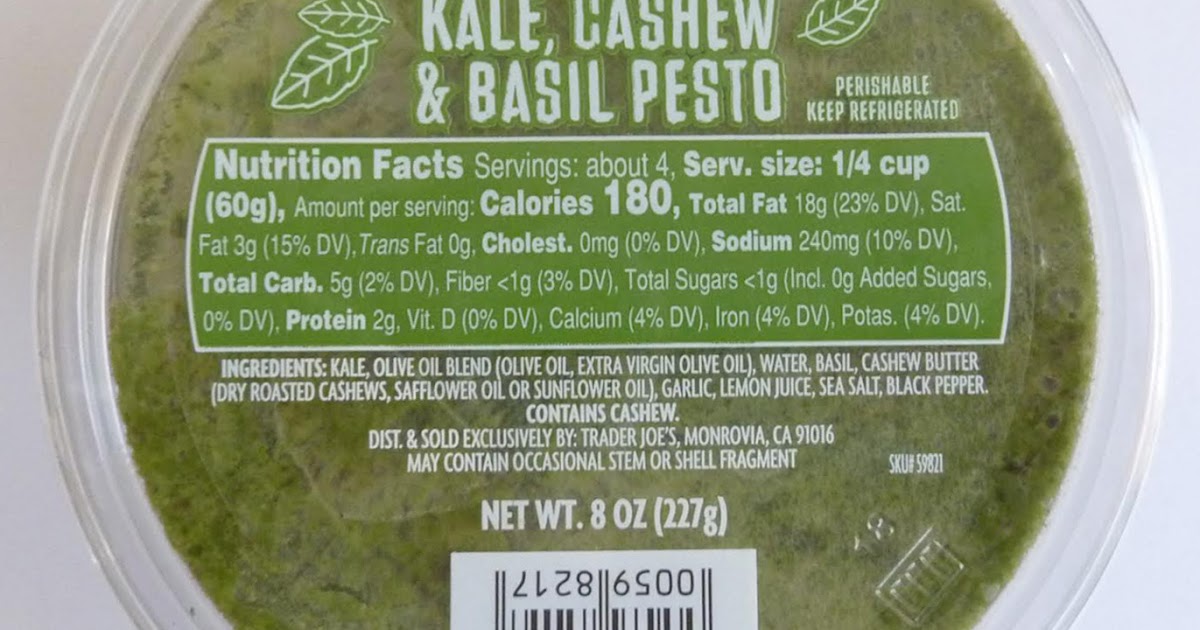 KALE, CASHEW
& BASIL PESTO
PERISHABLE
KEEP REFRIGERATED
Nutrition Facts Servings: about 4, Serv. size: 1/4 cup
(60g), Amount per serving: Calories 180, Total Fat 18g (23% DV), Sat.
Fat 3g (15% DV), Trans Fat 0g, Cholest. 0mg (0% DV), Sodium 240mg (10% DV),
Total Carb. 5g (2% DV), Fiber <1g (3% DV), Total Sugars <1g (Incl. 0g Added Sugars,
0% DV), Protein 2g, Vit. D (0% DV), Calcium (4% DV), Iron (4% DV), Potas. (4% DV).
INGREDIENTS: KALE, OLIVE OIL BLEND (OLIVE OIL, EXTRA VIRGIN OLIVE OIL), WATER, BASIL, CASHEW BUTTER
(DRY ROASTED CASHEWS, SAFFLOWER OIL OR SUNFLOWER OIL), GARLIC, LEMON JUICE, SEA SALT, BLACK PEPPER.
CONTAINS CASHEW.
DIST. & SOLD EXCLUSIVELY BY: TRADER JOE'S, MONROVIA, CA 91016
MAY CONTAIN OCCASIONAL STEM OR SHELL FRAGMENT
SKU# 59821
NET WT. 8 OZ (227g)
0059 8217